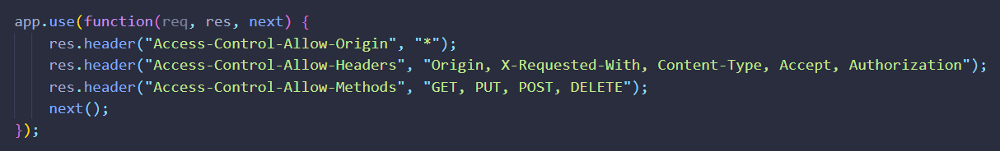 app.use(function(req, res, next) {
    res.header("Access-Control-Allow-Origin", "*");
    res.header("Access-Control-Allow-Headers", "Origin, X-Requested-With, Content-Type, Accept, Authorization");
    res.header("Access-Control-Allow-Methods", "GET, PUT, POST, DELETE");
    next();
});